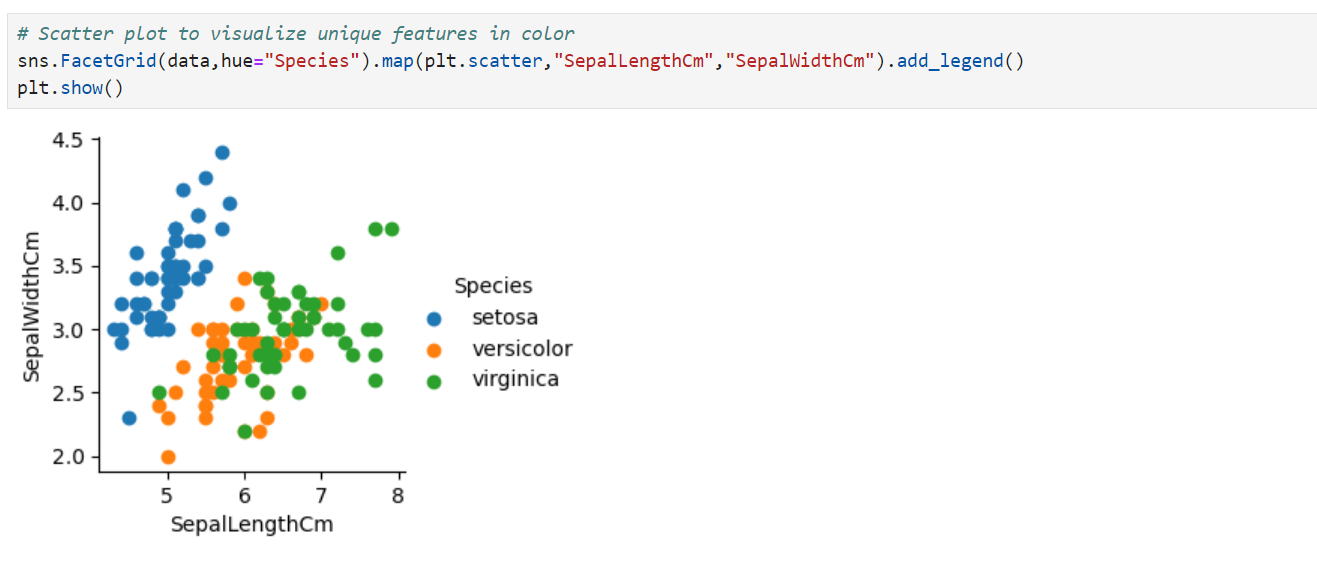 # Scatter plot to visualize unique features in color
sns.FacetGrid(data,hue="Species").map(plt.scatter,"SepalLengthCm","SepalWidthCm").add_legend()
plt.show()
4.5
4.0
3.5
3.0
2.5
2.0
SepalWidthCm
5 6 7 8
SepalLengthCm
Species
setosa
versicolor
virginica